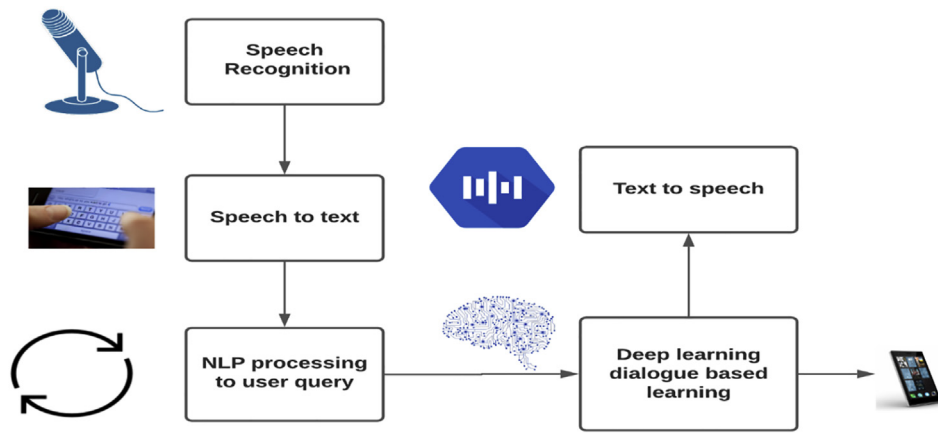 Speech
Recognition
Speech to text
NLP processing
to user query
Text to speech
Deep learning
dialogue based
learning